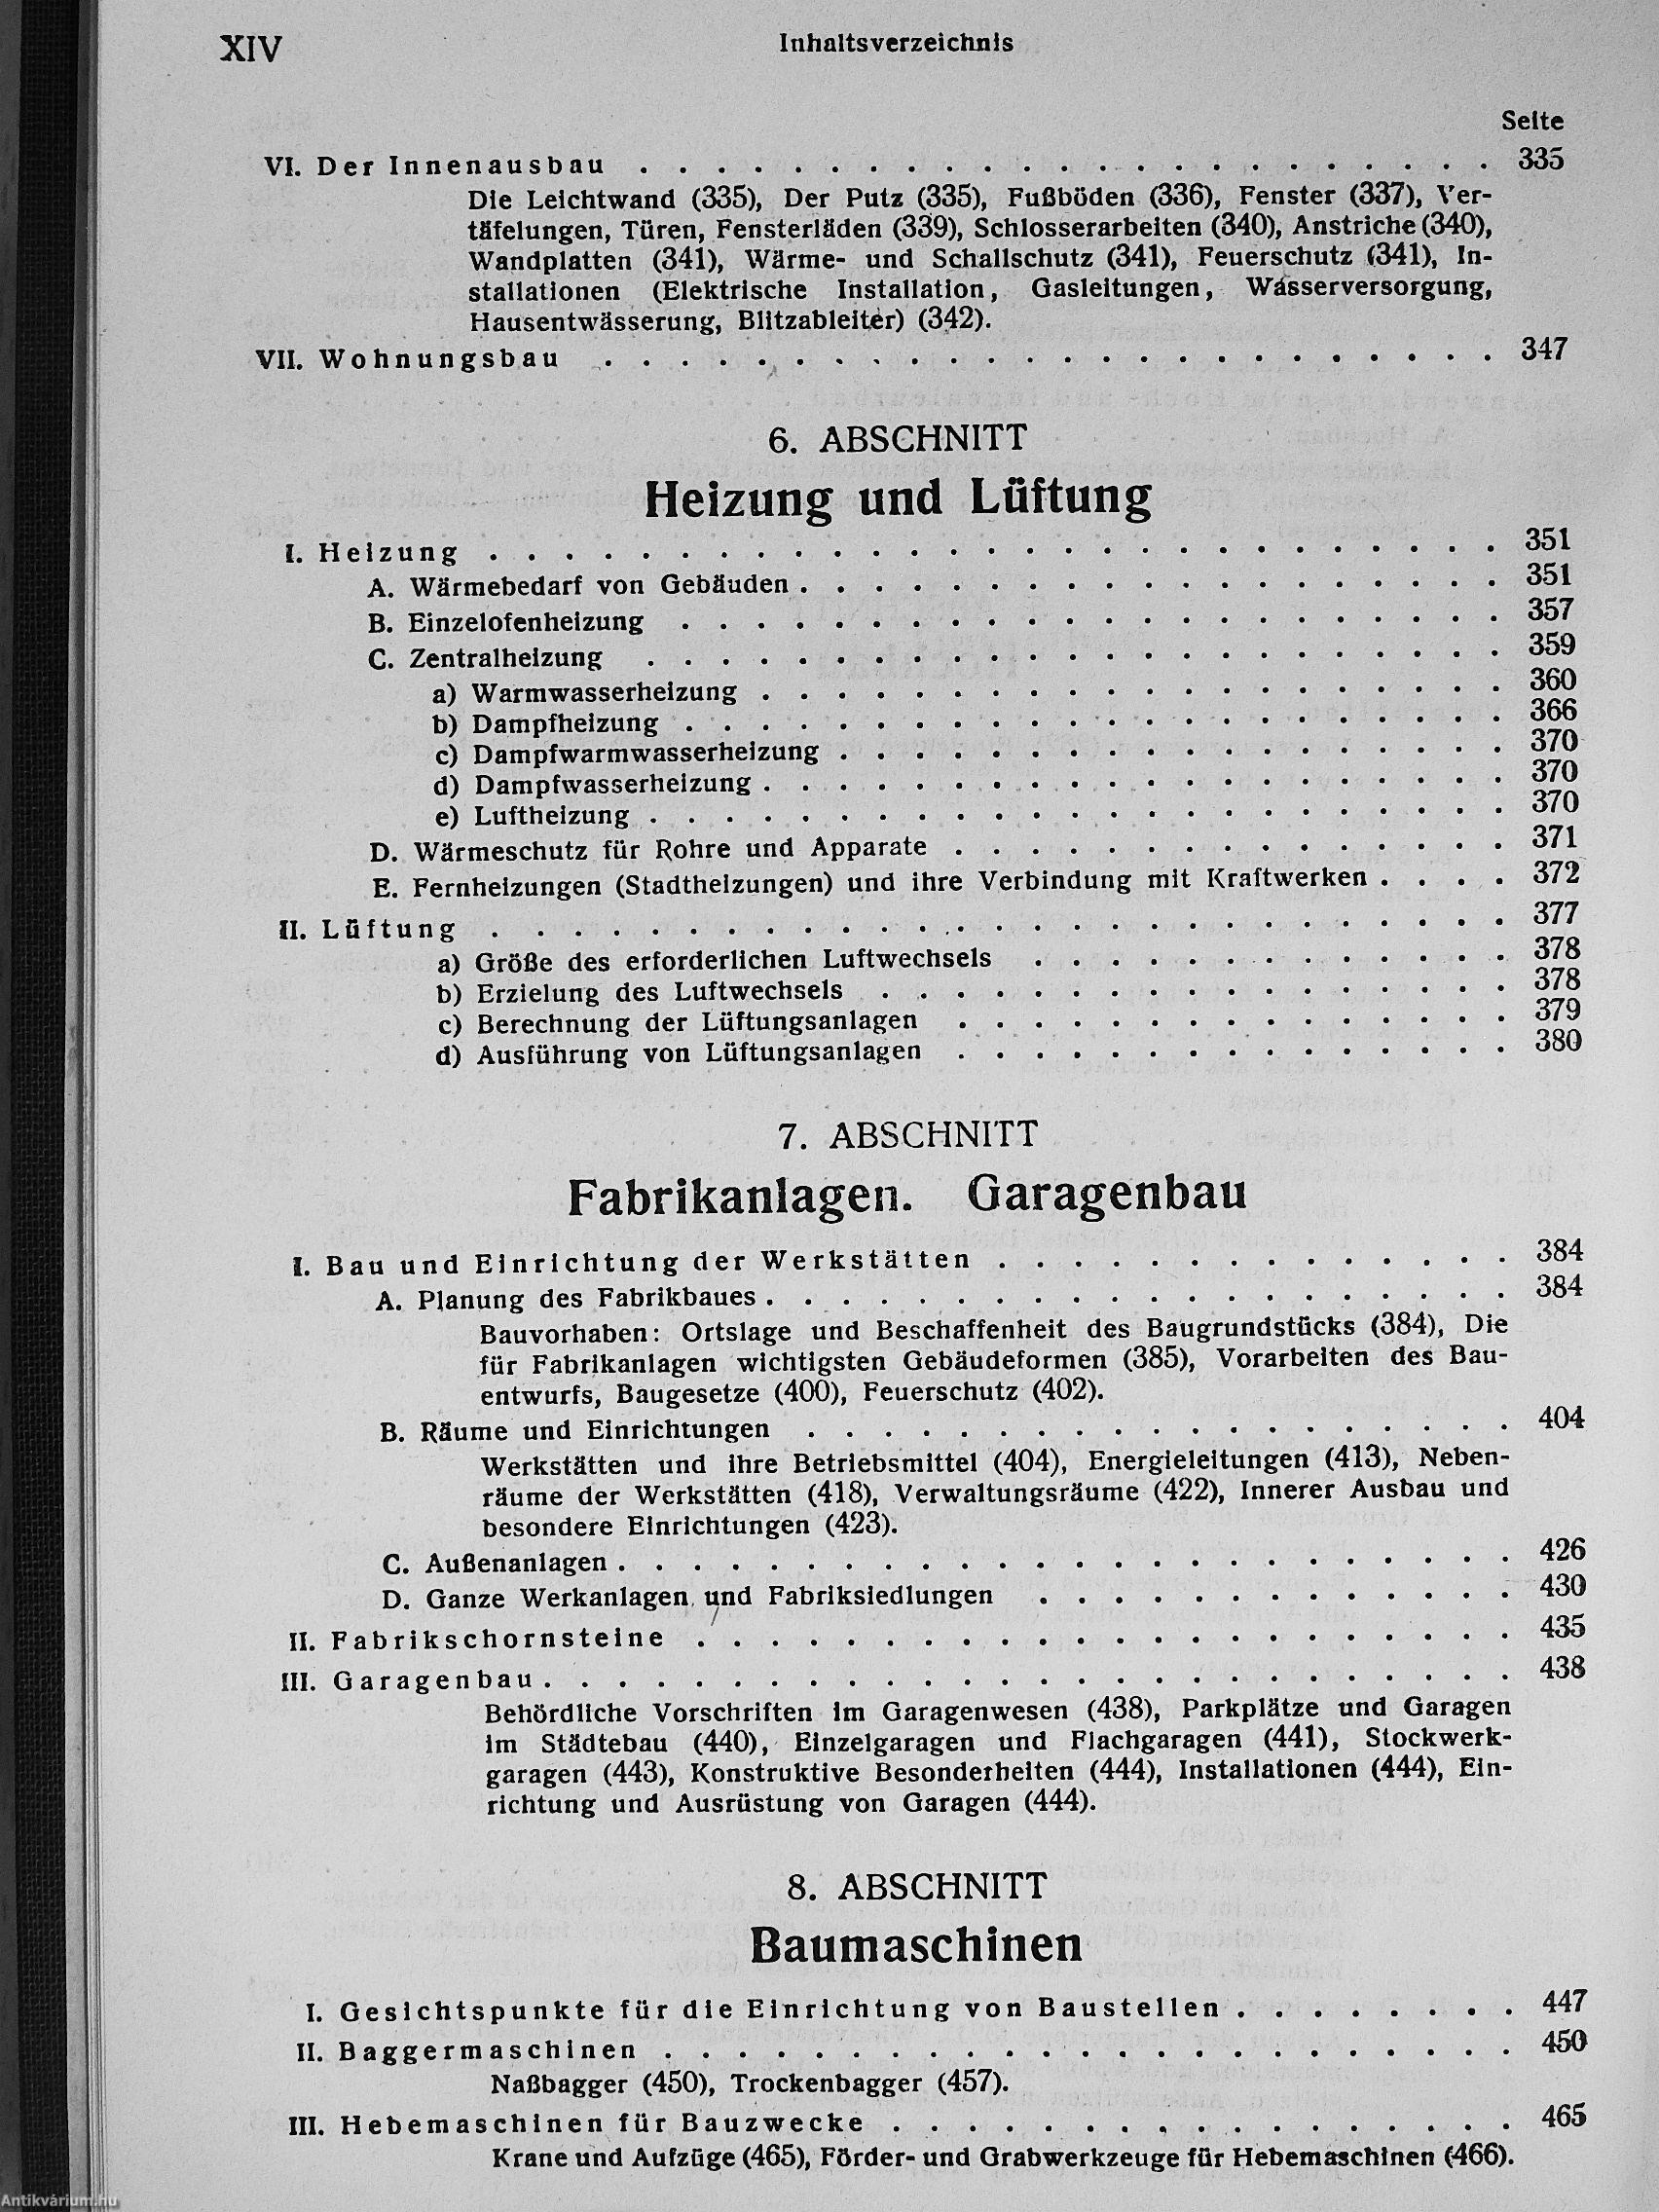 XIV
Inhaltsverzeichnis
Seite
VI. Der Innenausbau . . . . . . . . . . . . . . . . . . . . . . . 335
Die Leichtwand (335), Der Putz (335), Fußböden (336), Fenster (337), Ver-
täfelungen, Türen, Fensterläden (339), Schlosserarbeiten (340), Anstriche (340),
Wandplatten (341), Wärme- und Schallschutz (341), Feuerschutz (341), In-
stallationen (Elektrische Installation, Gasleitungen, Wasserversorgung,
Hausentwässerung, Blitzableiter) (342).
VII. Wohnungsbau . . . . . . . . . . . . . . . . . . . . . . . . 347
6. ABSCHNITT
Heizung und Lüftung
I. Heizung . . . . . . . . . . . . . . . . . . . . . . . . . . . 351
A. Wärmebedarf von Gebäuden . . . . . . . . . . . . . . . . . . . 351
B. Einzelofenheizung . . . . . . . . . . . . . . . . . . . . . . 357
C. Zentralheizung . . . . . . . . . . . . . . . . . . . . . . . 359
a) Warmwasserheizung . . . . . . . . . . . . . . . . . . . . 360
b) Dampfheizung . . . . . . . . . . . . . . . . . . . . . . 366
c) Dampfwarmwasserheizung . . . . . . . . . . . . . . . . . . 370
d) Dampfwasserheizung . . . . . . . . . . . . . . . . . . . . 370
e) Luftheizung . . . . . . . . . . . . . . . . . . . . . . . 370
D. Wärmeschutz für Rohre und Apparate . . . . . . . . . . . . . . . 371
E. Fernheizungen (Stadtheizungen) und ihre Verbindung mit Kraftwerken . . . . 372
II. Lüftung . . . . . . . . . . . . . . . . . . . . . . . . . . . 377
a) Größe des erforderlichen Luftwechsels . . . . . . . . . . . . . 378
b) Erzielung des Luftwechsels . . . . . . . . . . . . . . . . . 378
c) Berechnung der Lüftungsanlagen . . . . . . . . . . . . . . . 379
d) Ausführung von Lüftungsanlagen . . . . . . . . . . . . . . . 380
7. ABSCHNITT
Fabrikanlagen. Garagenbau
I. Bau und Einrichtung der Werkstätten . . . . . . . . . . . . . . 384
A. Planung des Fabrikbaues . . . . . . . . . . . . . . . . . . . . 384
Bauvorhaben: Ortslage und Beschaffenheit des Baugrundstücks (384), Die
für Fabrikanlagen wichtigsten Gebäudeformen (385), Vorarbeiten des Bau-
entwurfs, Baugesetze (400), Feuerschutz (402).
B. Räume und Einrichtungen . . . . . . . . . . . . . . . . . . . 404
Werkstätten und ihre Betriebsmittel (404), Energieleitungen (413), Neben-
räume der Werkstätten (418), Verwaltungsräume (422), Innerer Ausbau und
besondere Einrichtungen (423).
C. Außenanlagen . . . . . . . . . . . . . . . . . . . . . . . . 426
D. Ganze Werkanlagen und Fabriksiedlungen . . . . . . . . . . . . . 430
II. Fabrikschornsteine . . . . . . . . . . . . . . . . . . . . . . 435
III. Garagenbau . . . . . . . . . . . . . . . . . . . . . . . . . . 438
Behördliche Vorschriften im Garagenwesen (438), Parkplätze und Garagen
im Städtebau (440), Einzelgaragen und Flachgaragen (441), Stockwerk-
garagen (443), Konstruktive Besonderheiten (444), Installationen (444), Ein-
richtung und Ausrüstung von Garagen (444).
8. ABSCHNITT
Baumaschinen
I. Gesichtspunkte für die Einrichtung von Baustellen . . . . . . . . 447
II. Baggermaschinen . . . . . . . . . . . . . . . . . . . . . . . 450
Naßbagger (450), Trockenbagger (457).
III. Hebemaschinen für Bauzwecke . . . . . . . . . . . . . . . . . 465
Krane und Aufzüge (465), Förder- und Grabwerkzeuge für Hebemaschinen (466).
Antikvárium.hu